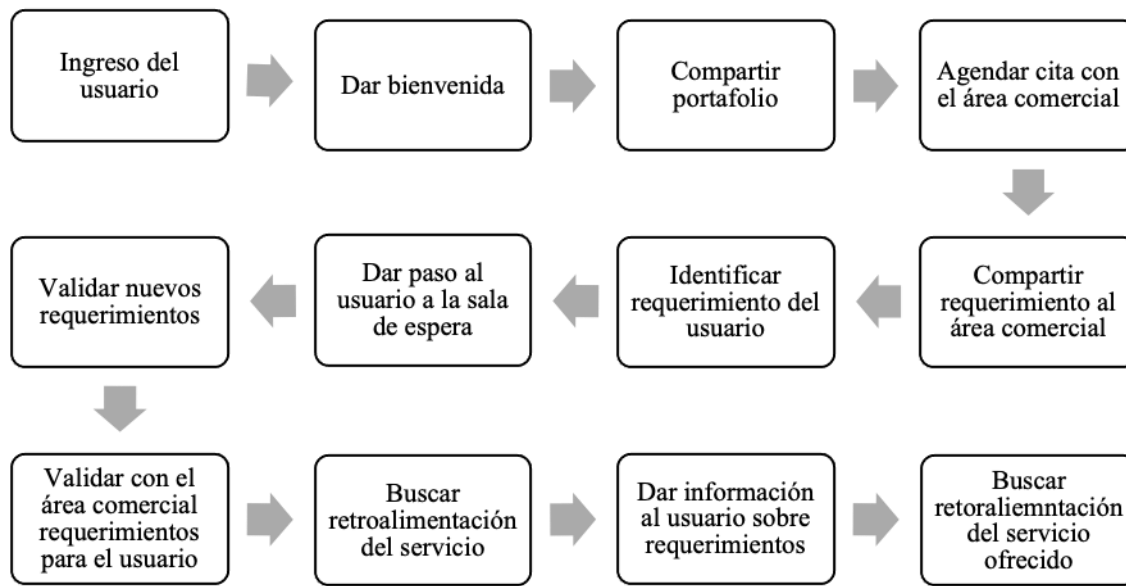 Ingreso del
usuario
Dar bienvenida
Compartir
portafolio
Agendar cita con
el área comercial
Compartir
requerimiento al
área comercial
Identificar
requerimiento del
usuario
Dar paso al
usuario a la sala
de espera
Validar nuevos
requerimientos
Validar con el
área comercial
requerimientos
para el usuario
Buscar
retroalimentación
del servicio
Dar información
al usuario sobre
requerimientos
Buscar
retoraliemntación
del servicio
ofrecido